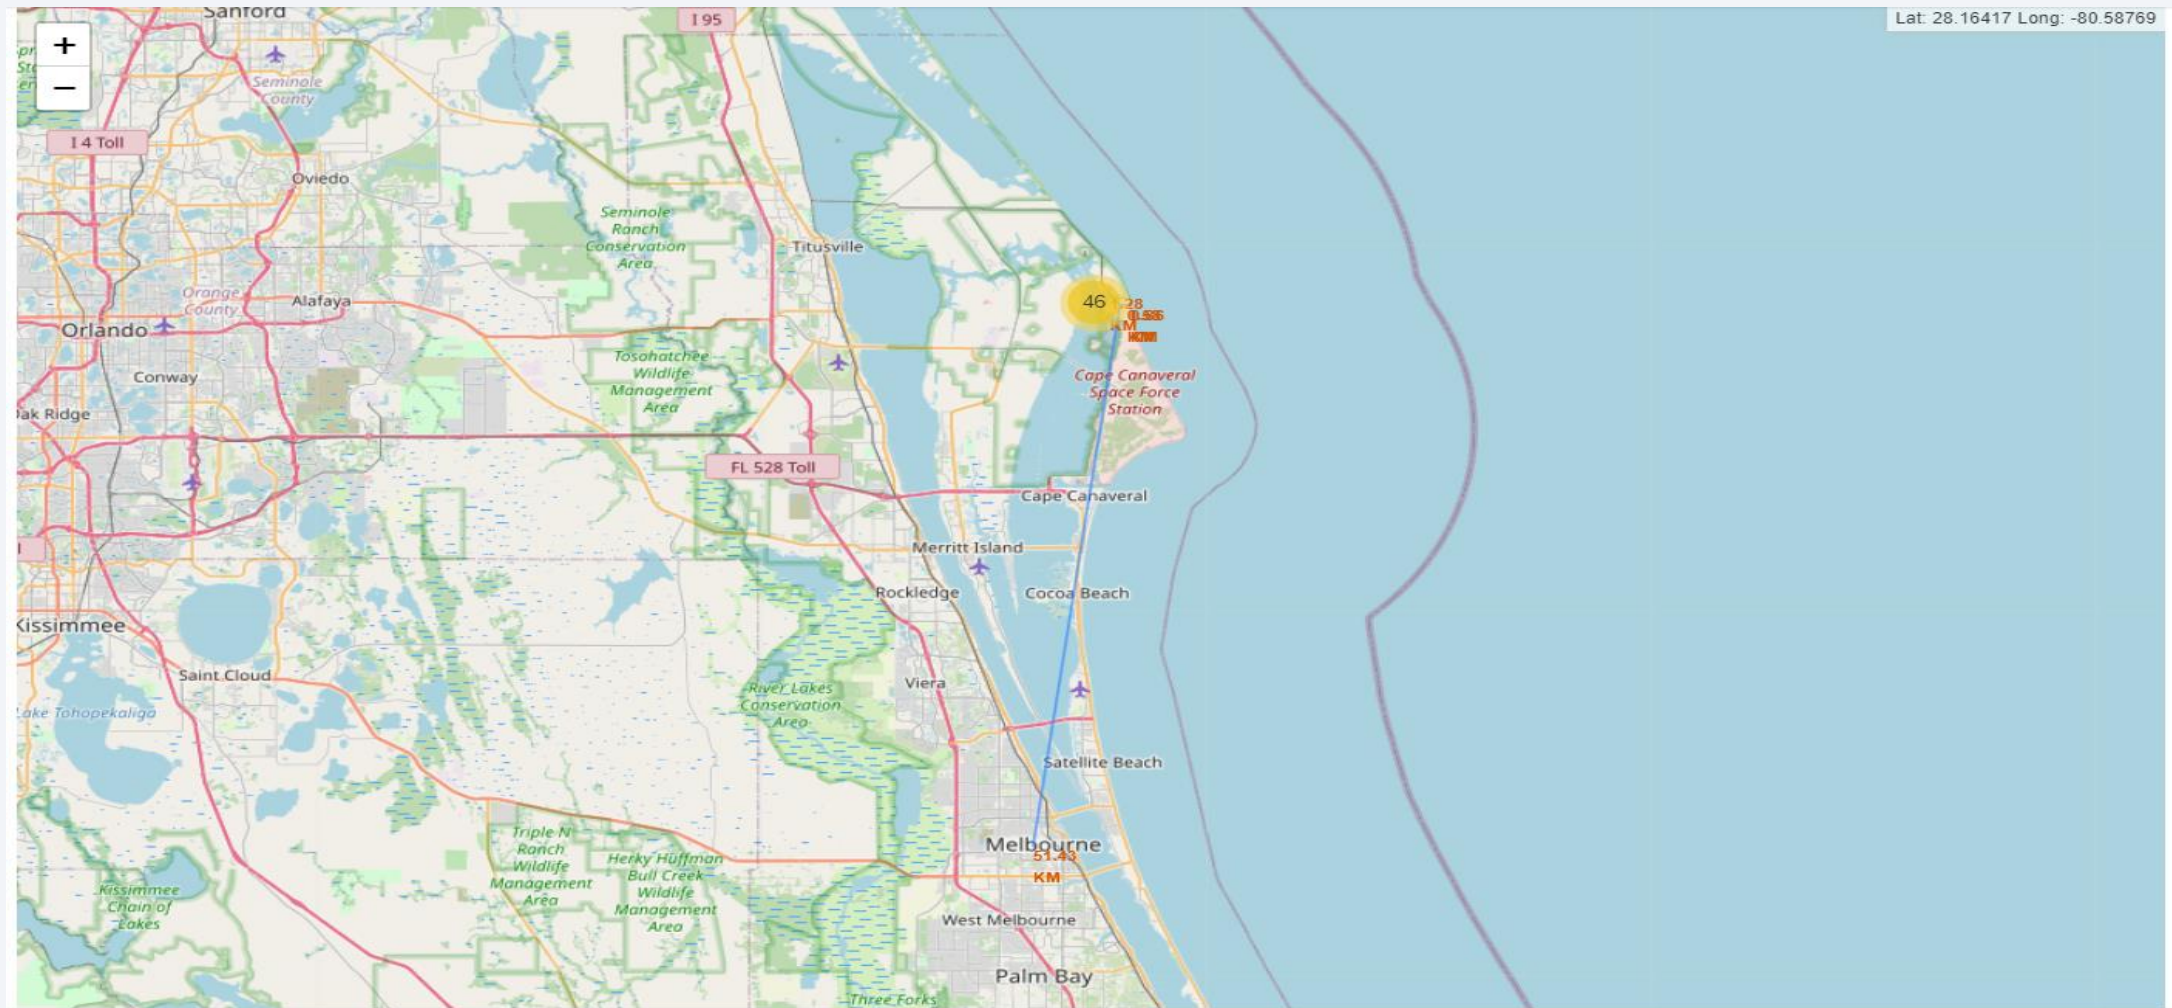 Sanford
I 95
Lat: 28.16417 Long: -80.58769
+
−
Seminole
County
I 4 Toll
Oviedo
Seminole
Ranch
Conservation
Area
Titusville
Orange
County
Alafaya
46
28
KM
KM
Orlando
Tosohatchee
Wildlife
Management
Area
Conway
Cape Canaveral
Space Force
Station
Oak Ridge
FL 528 Toll
Cape Canaveral
Merritt Island
Rockledge
Cocoa Beach
Kissimmee
Saint Cloud
Viera
River Lakes
Conservation
Area
Lake Tohopekaliga
Satellite Beach
Triple N
Ranch
Wildlife
Management
Area
Herky Huffman
Bull Creek
Wildlife
Management
Area
Melbourne
51.43
KM
Kissimmee
Chain of
Lakes
West Melbourne
Palm Bay
Three Forks